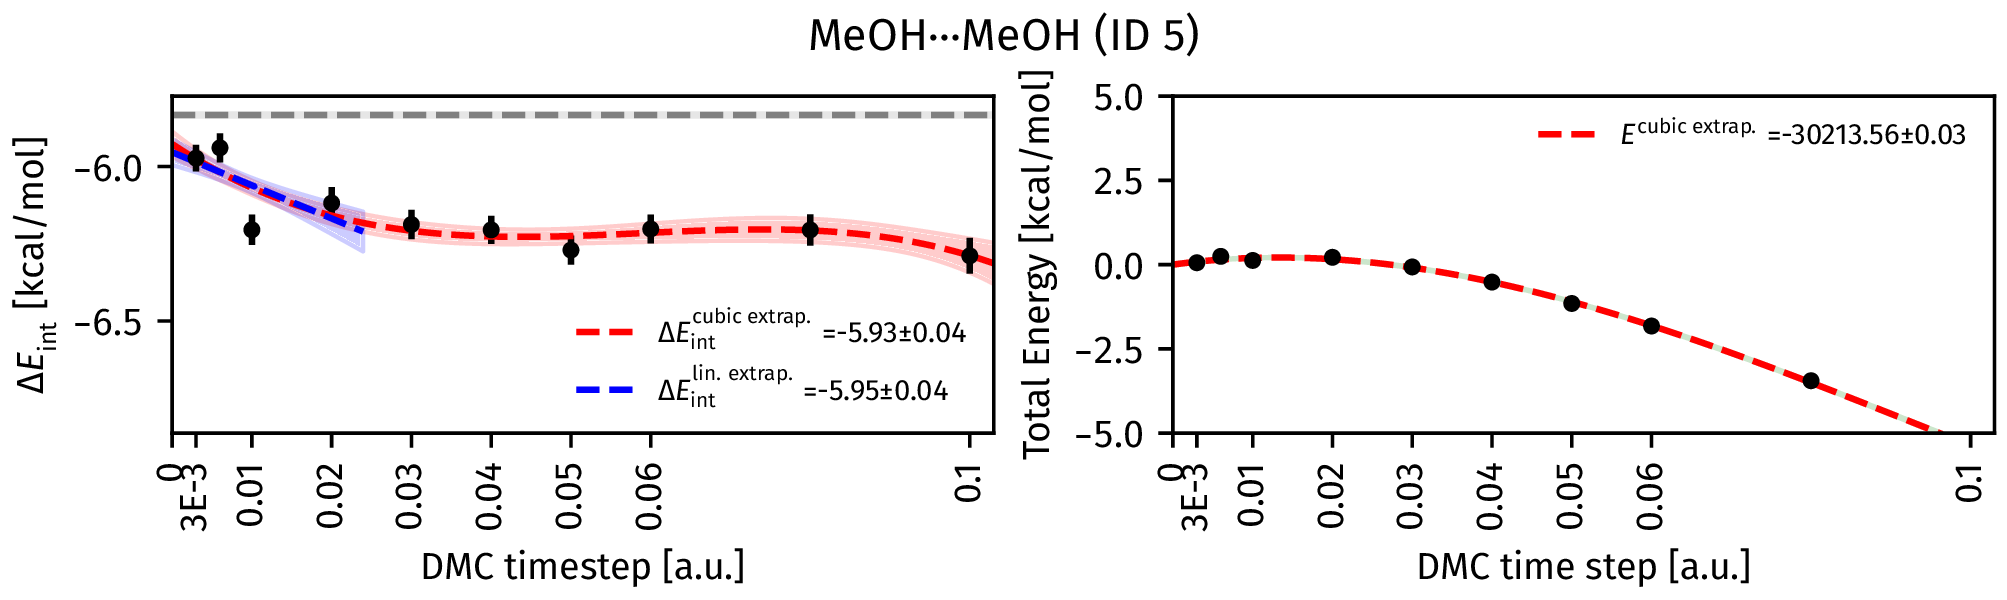 MeOH···MeOH (ID 5)
ΔE_int [kcal/mol]
−6.0
−6.5
ΔE_int^cubic extrap. =-5.93±0.04
ΔE_int^lin. extrap. =-5.95±0.04
0
3E-3
0.01
0.02
0.03
0.04
0.05
0.06
0.1
DMC timestep [a.u.]
Total Energy [kcal/mol]
5.0
2.5
0.0
−2.5
−5.0
E^cubic extrap. =-30213.56±0.03
0
3E-3
0.01
0.02
0.03
0.04
0.05
0.06
0.1
DMC time step [a.u.]